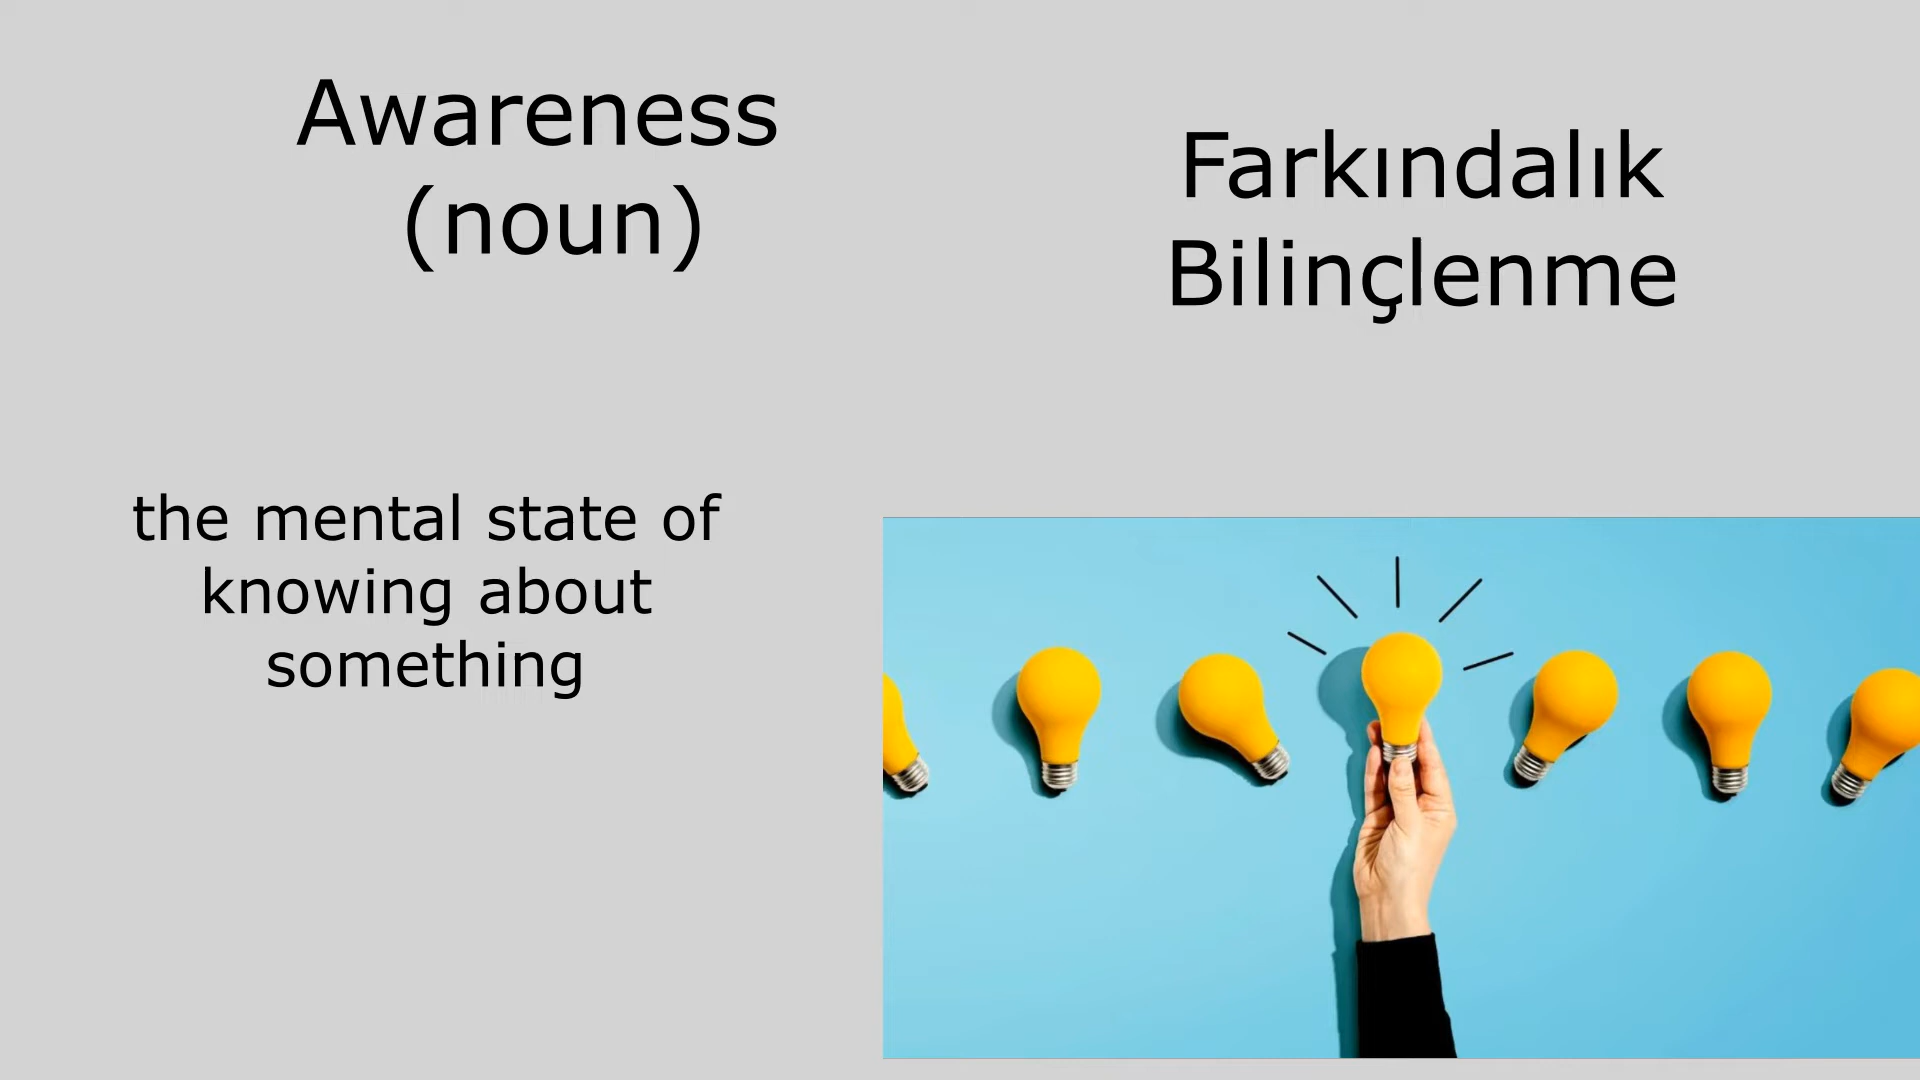 Awareness
(noun)
Farkındalık
Bilinçlenme
the mental state of
knowing about
something